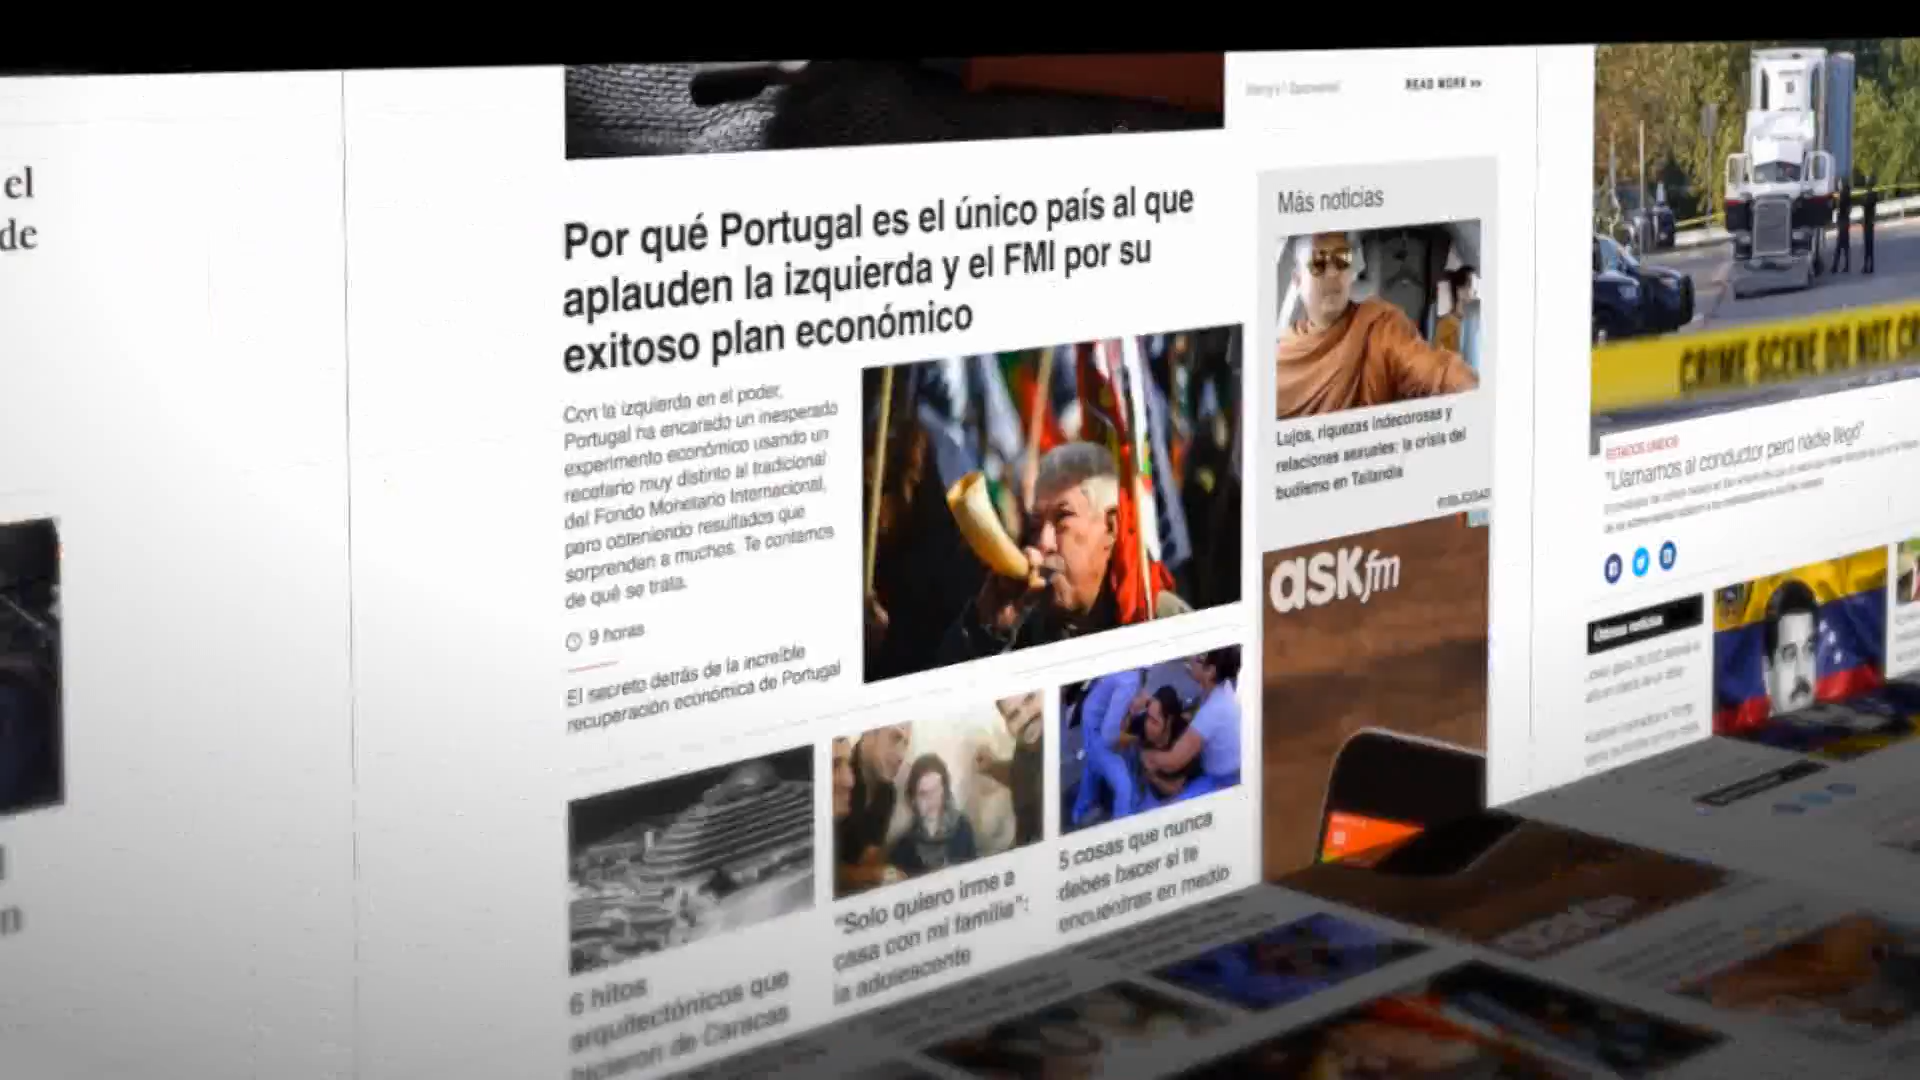 el
de
READ MORE >>
Por qué Portugal es el único país al que
aplauden la izquierda y el FMI por su
exitoso plan económico
Con la izquierda en el poder,
Portugal ha encarado un inesperado
experimento económico usando un
recetario muy distinto al tradicional
del Fondo Monetario Internacional,
pero obteniendo resultados que
sorprenden a muchos. Te contamos
de qué se trata.
9 horas
El secreto detrás de la increíble
recuperación económica de Portugal
6 hitos
arquitectónicos que
hicieron de Caracas
"Solo quiero irme a
casa con mi familia":
la adolescente
5 cosas que nunca
debes hacer si te
encuentras en medio
Más noticias
Lujos, riquezas indecorosas y
relaciones sexuales: la crisis del
budismo en Tailandia
PUBLICIDAD
ASKfm
CRIME SCENE DO NOT CR
ESTADOS UNIDOS
"Llamamos al conductor pero nadie llegó"
Últimas noticias